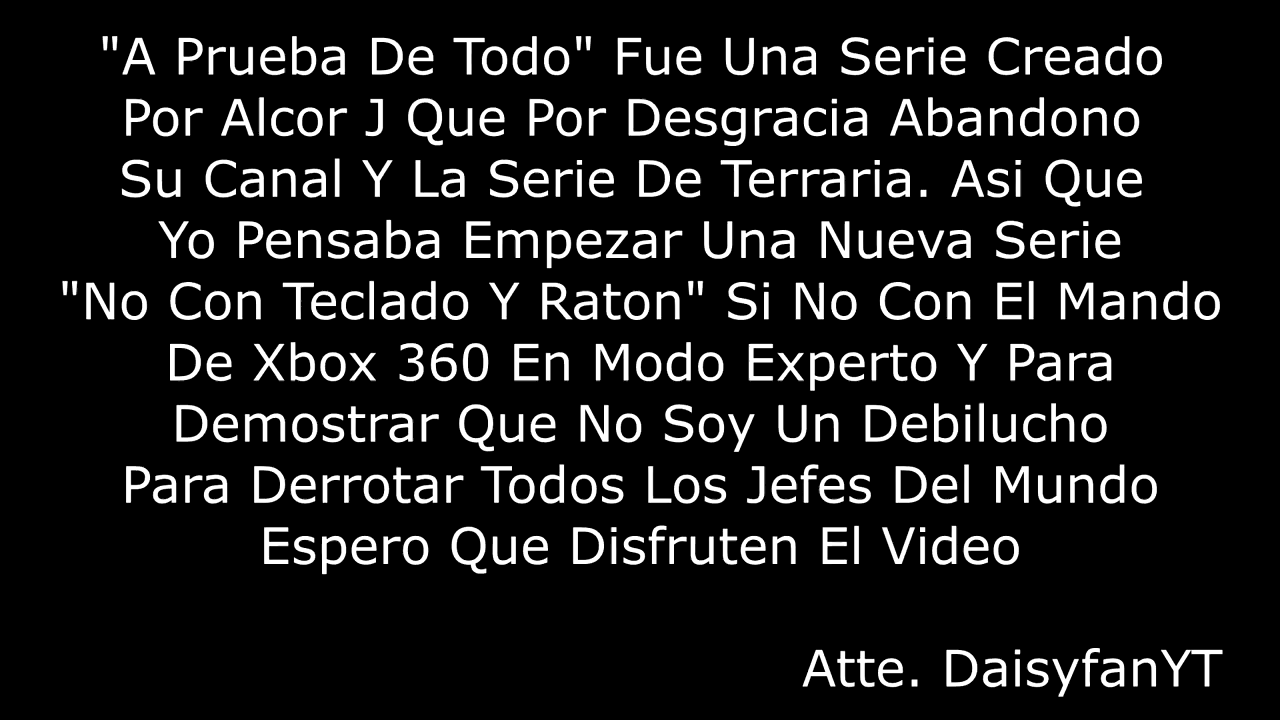 "A Prueba De Todo" Fue Una Serie Creado
Por Alcor J Que Por Desgracia Abandono
Su Canal Y La Serie De Terraria. Asi Que
Yo Pensaba Empezar Una Nueva Serie
"No Con Teclado Y Raton" Si No Con El Mando
De Xbox 360 En Modo Experto Y Para
Demostrar Que No Soy Un Debilucho
Para Derrotar Todos Los Jefes Del Mundo
Espero Que Disfruten El Video
Atte. DaisyfanYT